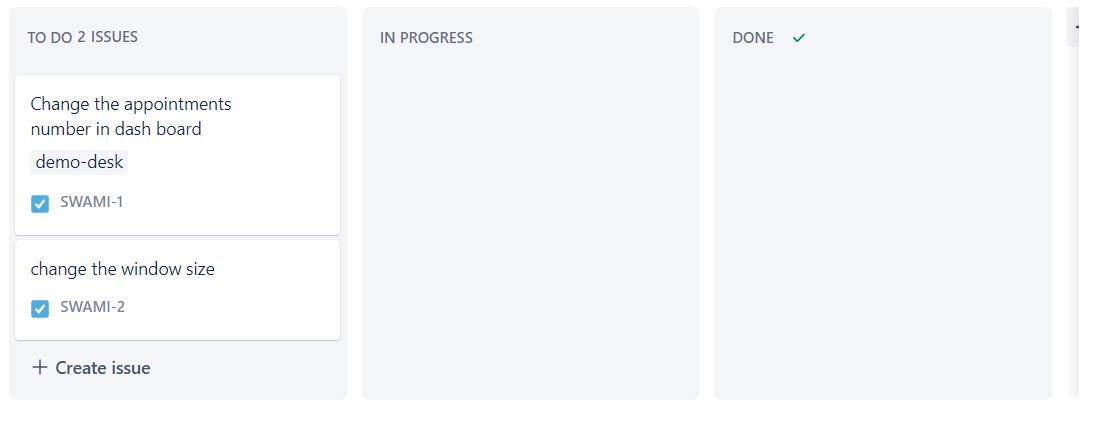 TO DO 2 ISSUES
Change the appointments
number in dash board
demo-desk
SWAMI-1
change the window size
SWAMI-2
+ Create issue
IN PROGRESS
DONE